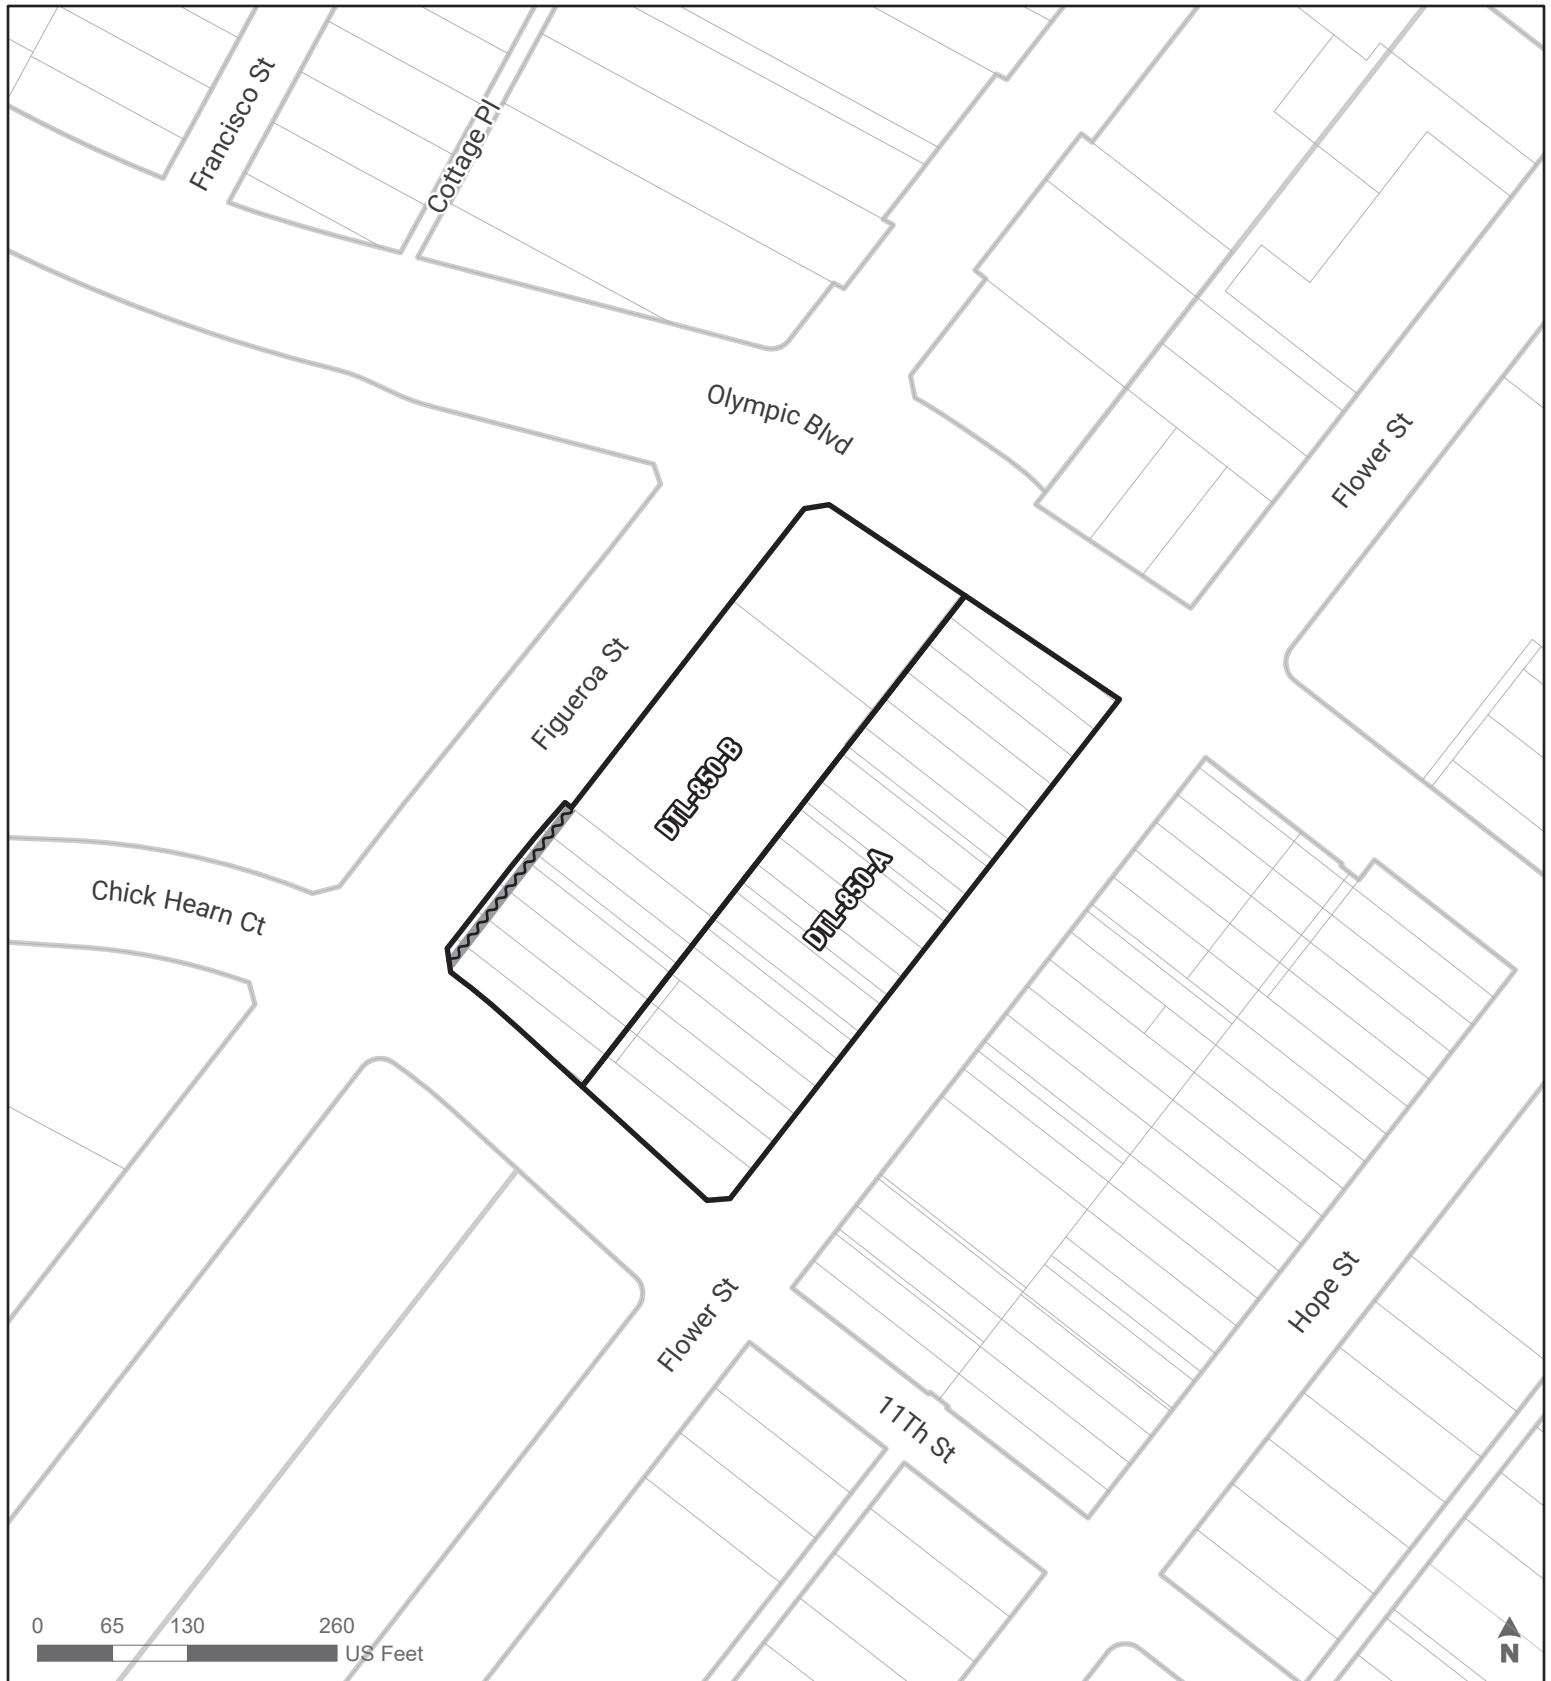 Francisco St
Cottage Pl
Olympic Blvd
Flower St
Figueroa St
DTL-850-B
DTL-850-A
Chick Hearn Ct
Flower St
Hope St
11Th St
0 65 130 260
US Feet
N